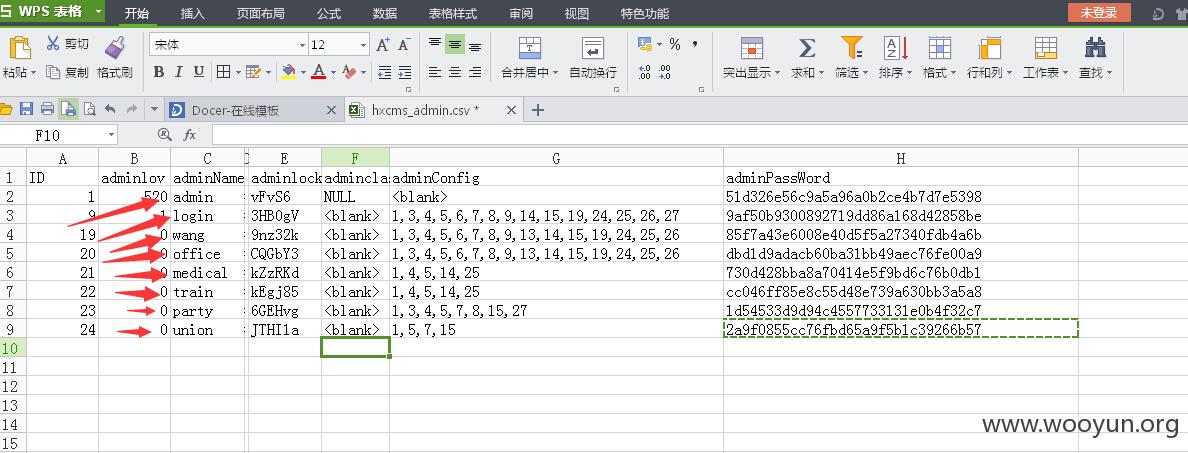 S WPS 表格 开始 插入 页面布局 公式 数据 表格样式 审阅 视图 特色功能 未登录
剪切 宋体 12
粘贴 复制 格式刷 B I U 合并居中 自动换行 % 突出显示 求和 筛选 排序 格式 行和列 工作表 查找
Docer-在线模板 hxcms_admin.csv *
F10 fx
A B C D E F G H
1 ID adminlov adminName adminlock adminclas adminConfig adminPassWord
2 1 520 admin vFvS6 NULL <blank> 51d326e56c9a5a96a0b2ce4b7d7e5398
3 9 1 login 3HB0gV <blank> 1,3,4,5,6,7,8,9,14,15,19,24,25,26,27 9af50b9300892719dd86a168d42858be
4 19 0 wang 9nz32k <blank> 1,3,4,5,6,7,8,9,13,14,15,19,24,25,26 85f7a43e6008e40d5f5a27340fdb4a6b
5 20 0 office CQGbY3 <blank> 1,3,4,5,6,7,8,9,13,14,15,19,24,25,26 dbd1d9adacb60ba31bb49aec76fe00a9
6 21 0 medical kZzRKd <blank> 1,4,5,14,25 730d428bba8a70414e5f9bd6c76b0db1
7 22 0 train kEgj85 <blank> 1,4,5,14,25 cc046ff85e8c55d48e739a630bb3a5a8
8 23 0 party 6GEHvg <blank> 1,3,4,5,7,8,15,27 1d54533d9d94c4557733131e0b4f32c7
9 24 0 union JTHI1a <blank> 1,5,7,15 2a9f0855cc76fbd65a9f5b1c39266b57
10
11
12
13
14
15
www.wooyun.org